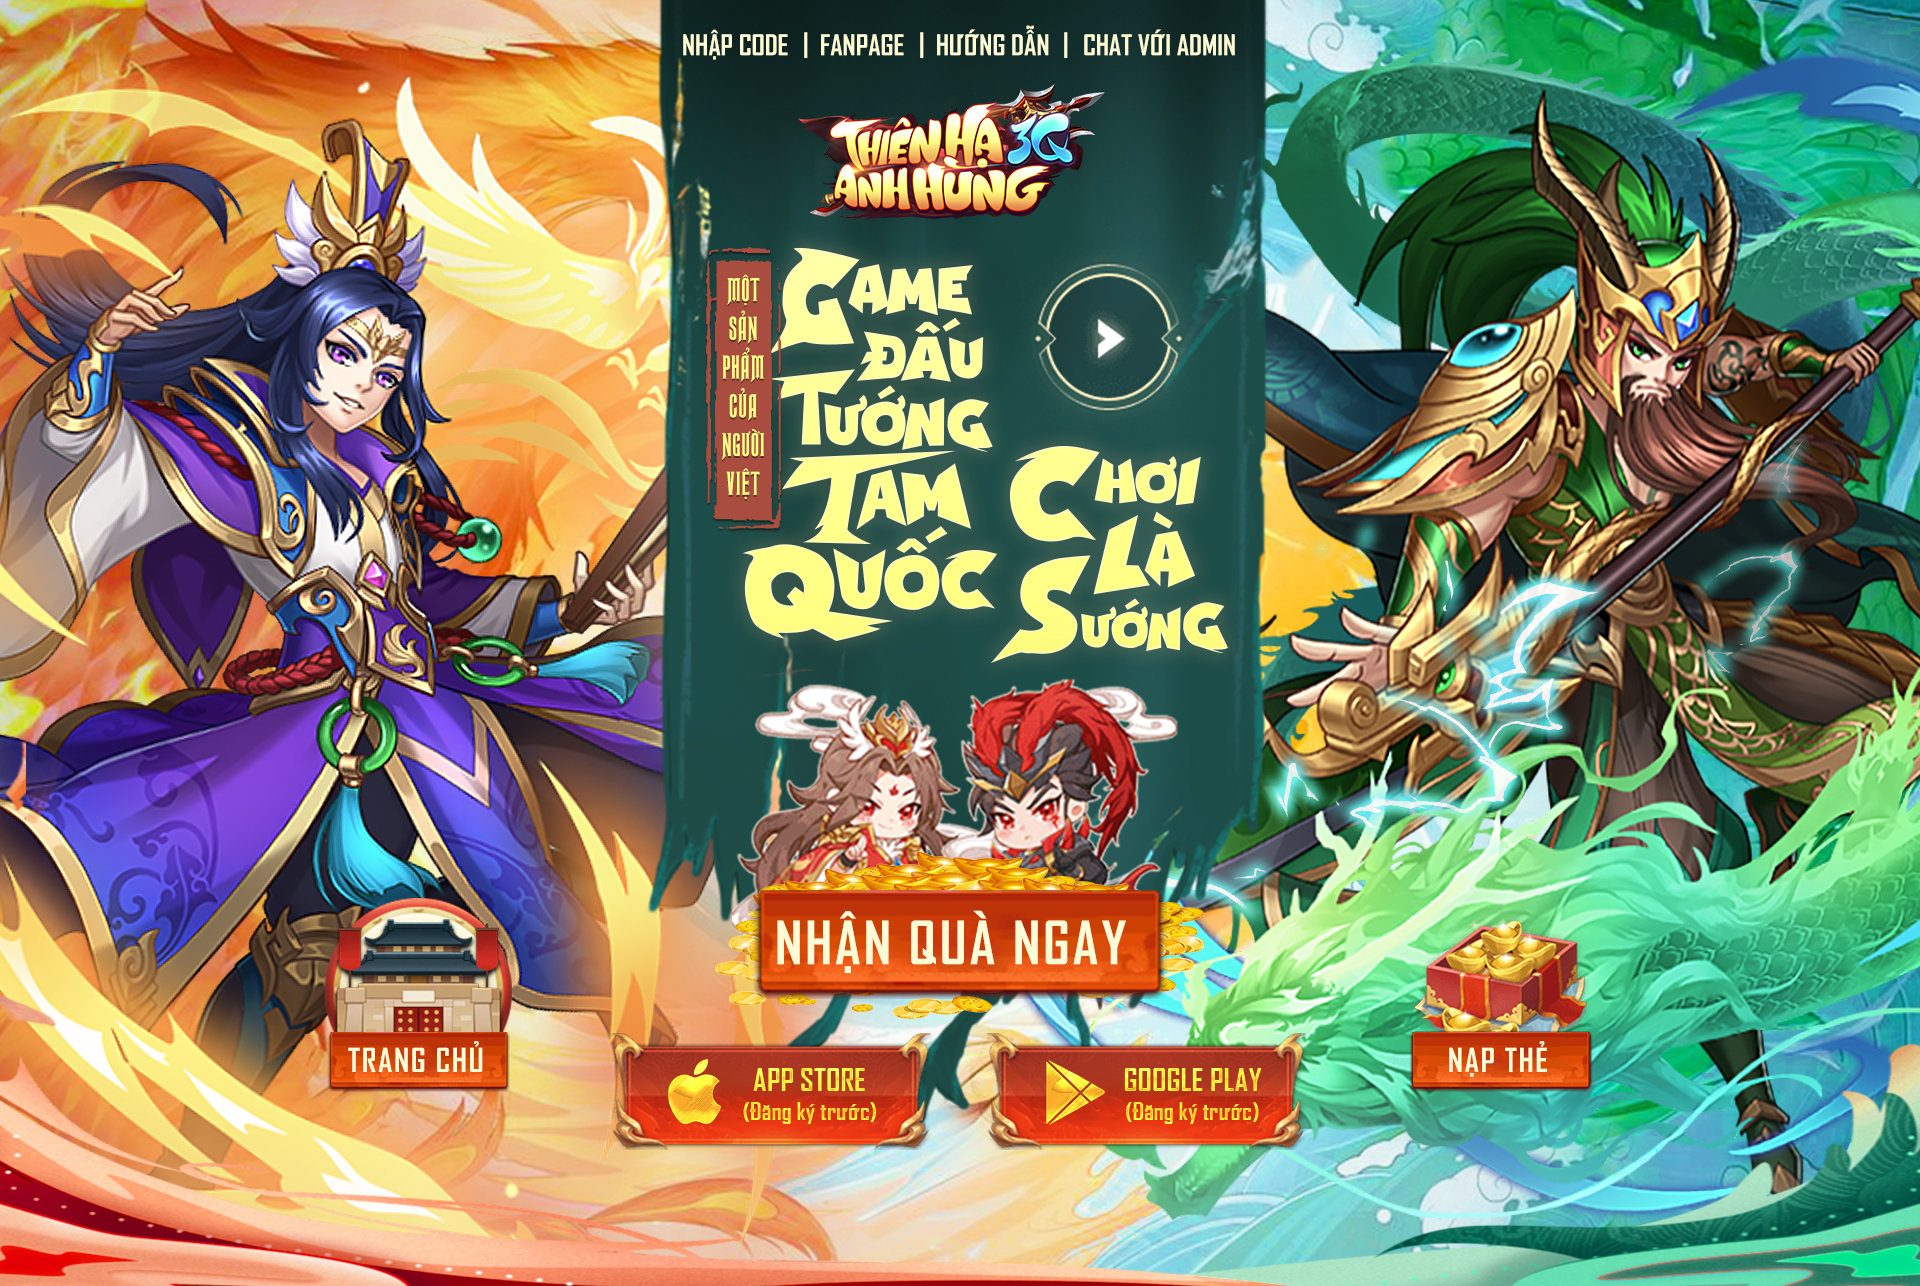 NHẬP CODE | FANPAGE | HƯỚNG DẪN | CHAT VỚI ADMIN
THIÊN HẠ 3Q
ANH HÙNG
MỘT
SẢN
PHẨM
CỦA
NGƯỜI
VIỆT
GAME
ĐẤU
TƯỚNG
TAM
QUỐC
CHƠI
LÀ
SƯỚNG
NHẬN QUÀ NGAY
TRANG CHỦ
APP STORE
(Đăng ký trước)
GOOGLE PLAY
(Đăng ký trước)
NẠP THẺ